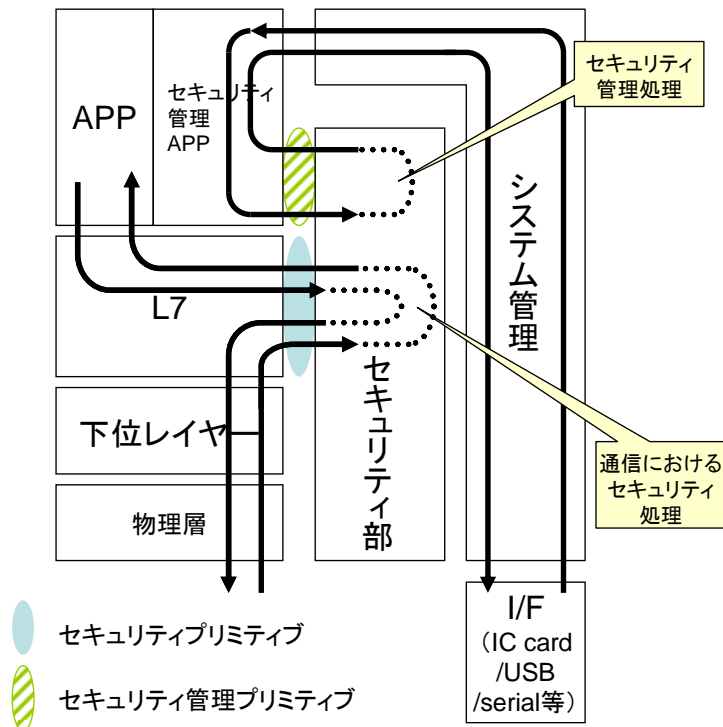 APP
セキュリティ
管理
APP
セキュリティ
管理処理
システム管理
L7
セキュリティ部
下位レイヤ
通信における
セキュリティ
処理
物理層
I/F
（IC card
/USB
/serial等）
セキュリティプリミティブ
セキュリティ管理プリミティブ